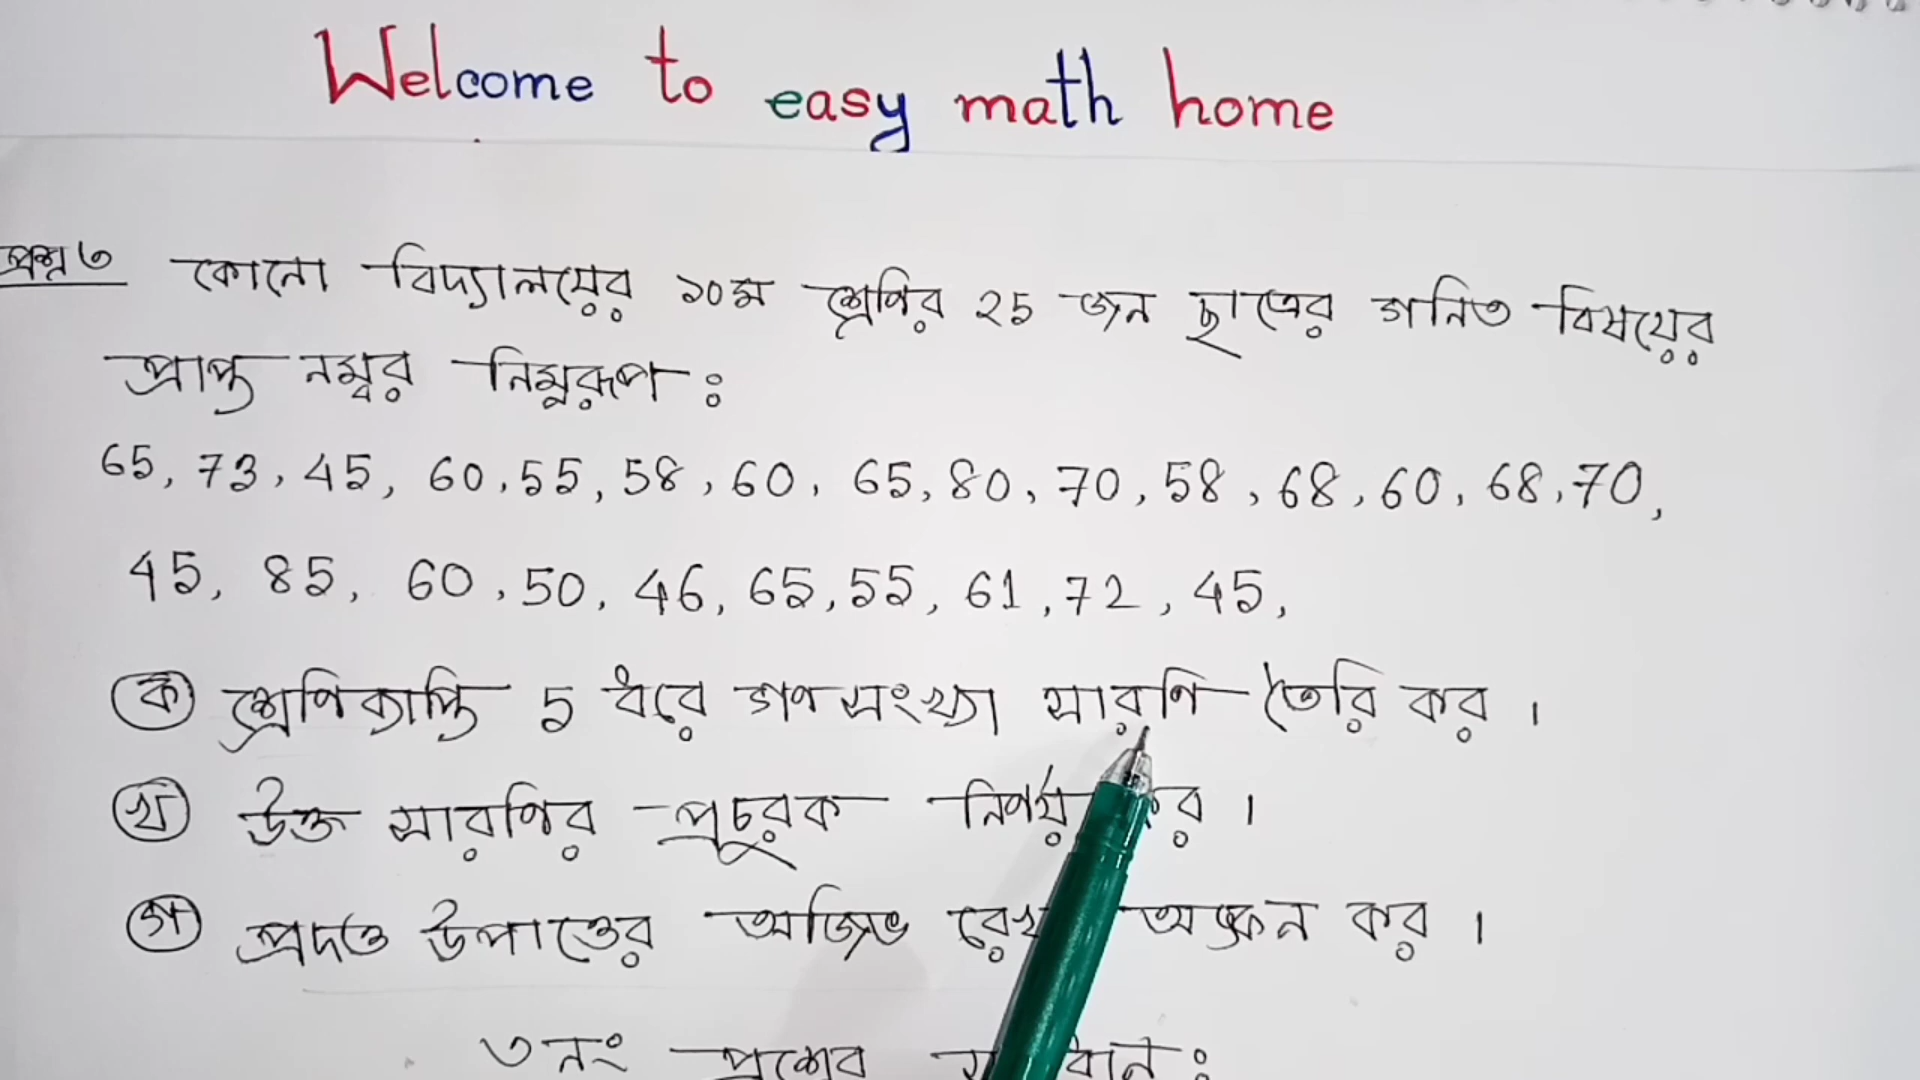 Welcome to easy math home
প্রশ্ন ৩ কোনো বিদ্যালয়ের ১০ম শ্রেণির ২5 জন ছাত্রের গনিত বিষয়ের
প্রাপ্ত নম্বর নিম্নরূপ :
65, 73, 45, 60, 55, 58, 60, 65, 80, 70, 58, 68, 60, 68, 70,
45, 85, 60, 50, 46, 65, 55, 61, 72, 45,
ক শ্রেণিব্যাপ্তি 5 ধরে গণসংখ্যা সারণি তৈরি কর ।
খ উক্ত সারণির প্রচুরক নির্ণয় কর ।
গ প্রদত্ত উপাত্তের অজিভ অঙ্কন কর ।
৩ নং প্রশ্নের